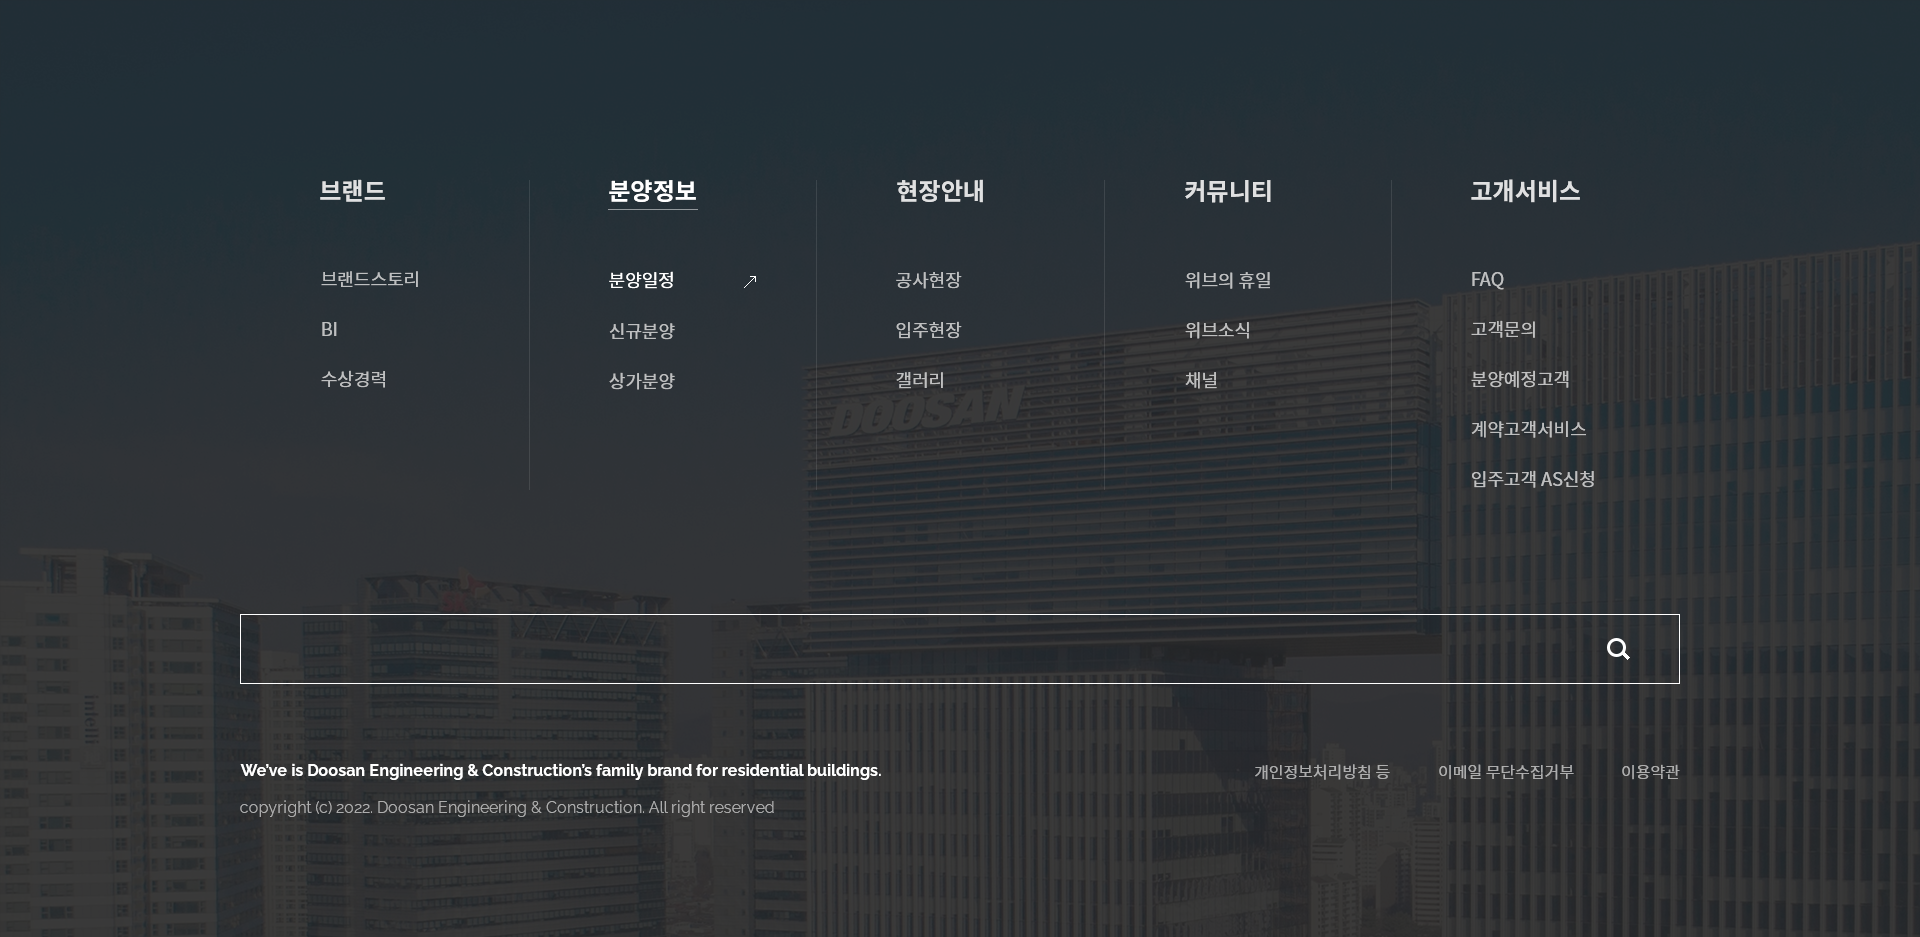 브랜드
브랜드스토리
BI
수상경력
분양정보
분양일정
신규분양
상가분양
현장안내
공사현장
입주현장
갤러리
커뮤니티
위브의 휴일
위브소식
채널
고개서비스
FAQ
고객문의
분양예정고객
계약고객서비스
입주고객 AS신청
DOOSAN
intelli
We've is Doosan Engineering & Construction's family brand for residential buildings.
copyright (c) 2022. Doosan Engineering & Construction. All right reserved
개인정보처리방침 등
이메일 무단수집거부
이용약관